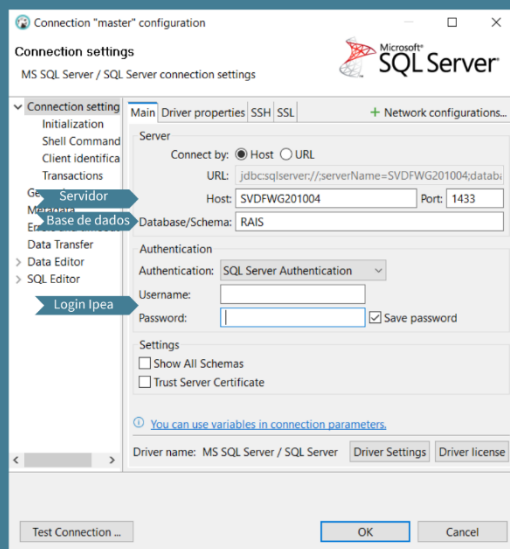 Connection "master" configuration
Connection settings
MS SQL Server / SQL Server connection settings
Microsoft®
SQL Server
Connection setting
Initialization
Shell Command
Client identifica
Transactions
Data Transfer
Data Editor
SQL Editor
Servidor
Base de dados
Login Ipea
Main Driver properties SSH SSL
+ Network configurations...
Server
Connect by: Host URL
URL: jdbc:sqlserver://;serverName=SVDFWG201004;databa
Host: SVDFWG201004 Port: 1433
Database/Schema: RAIS
Authentication
Authentication: SQL Server Authentication
Username:
Password: Save password
Settings
Show All Schemas
Trust Server Certificate
You can use variables in connection parameters.
Driver name: MS SQL Server / SQL Server Driver Settings Driver license
Test Connection ... OK Cancel